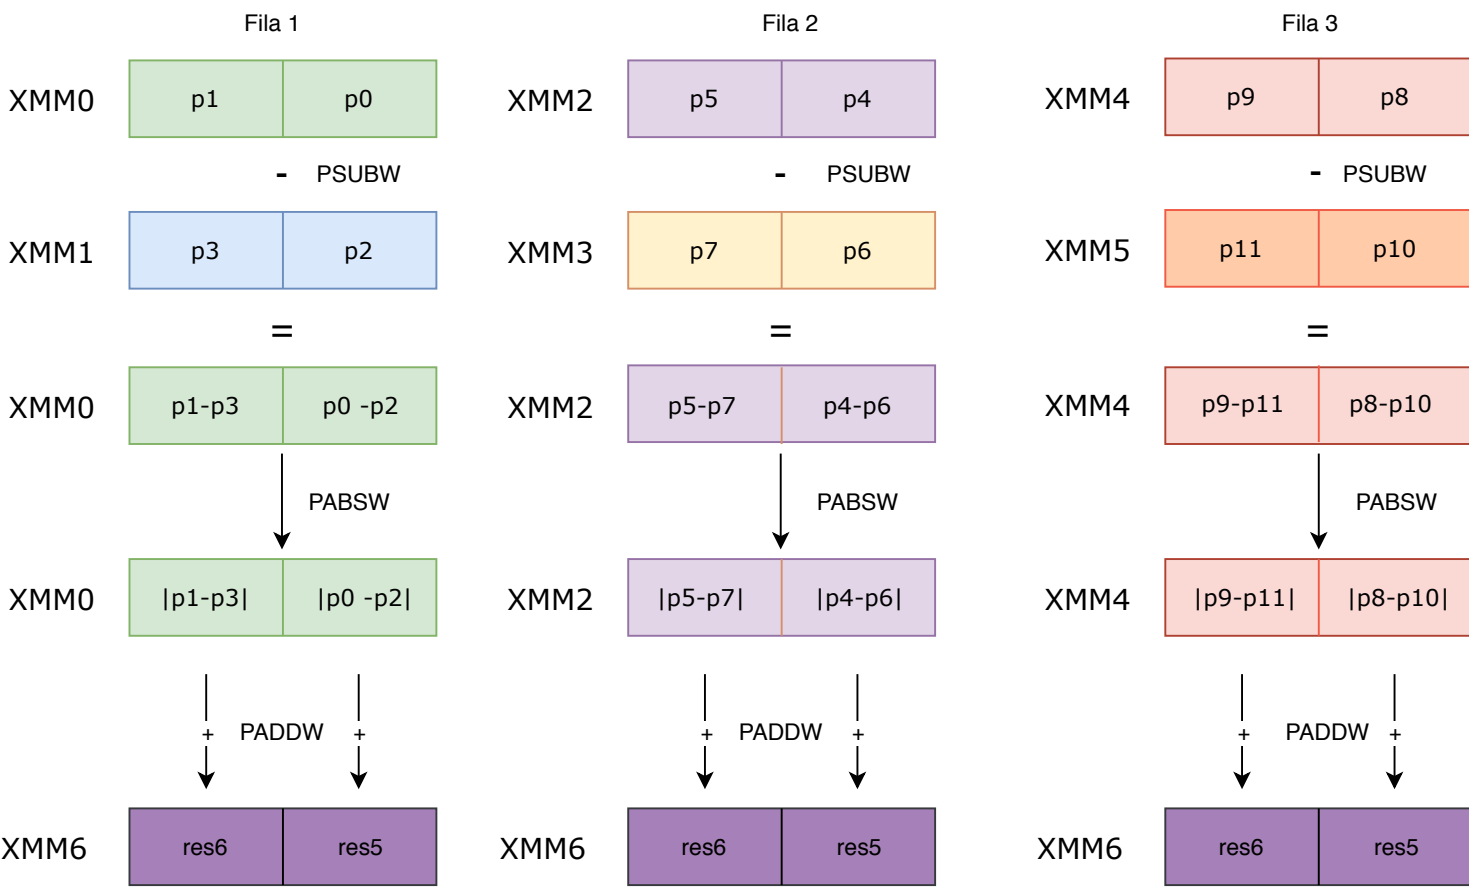 Fila 1 Fila 2 Fila 3
XMM0 p1 p0 XMM2 p5 p4 XMM4 p9 p8
- PSUBW - PSUBW - PSUBW
XMM1 p3 p2 XMM3 p7 p6 XMM5 p11 p10
= = =
XMM0 p1-p3 p0 -p2 XMM2 p5-p7 p4-p6 XMM4 p9-p11 p8-p10
PABSW PABSW PABSW
XMM0 |p1-p3| |p0 -p2| XMM2 |p5-p7| |p4-p6| XMM4 |p9-p11| |p8-p10|
+ PADDW + + PADDW + + PADDW +
XMM6 res6 res5 XMM6 res6 res5 XMM6 res6 res5